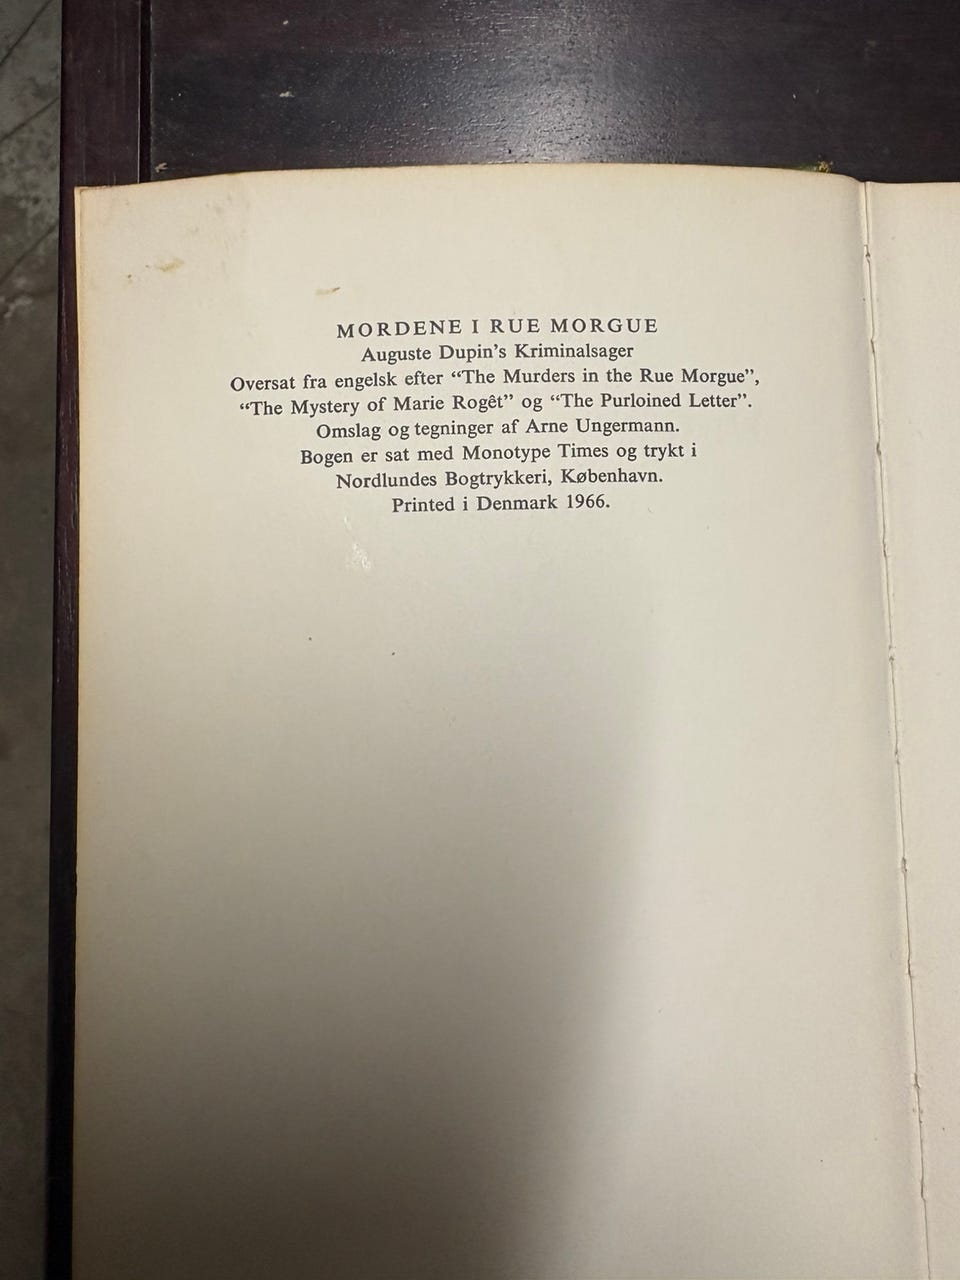 MORDENE I RUE MORGUE
Auguste Dupin's Kriminalsager
Oversat fra engelsk efter “The Murders in the Rue Morgue”,
“The Mystery of Marie Rogêt” og “The Purloined Letter”.
Omslag og tegninger af Arne Ungermann.
Bogen er sat med Monotype Times og trykt i
Nordlundes Bogtrykkeri, København.
Printed i Denmark 1966.